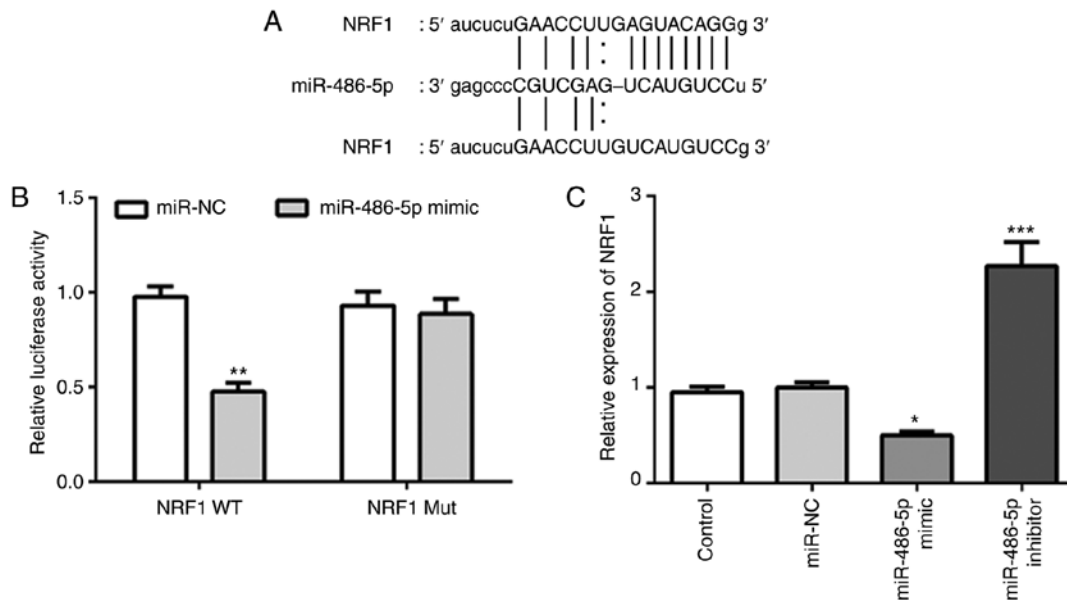 A
NRF1 : 5′ aucucuGAACCUUGAGUACAGGg 3′
miR-486-5p : 3′ gagcccCGUCGAG–UCAUGUCCu 5′
NRF1 : 5′ aucucuGAACCUUGUCAUGUCCg 3′
B
miR-NC miR-486-5p mimic
Relative luciferase activity
1.5
1.0
0.5
0.0
**
NRF1 WT NRF1 Mut
C
Relative expression of NRF1
3
2
1
0
*
***
Control
miR-NC
miR-486-5p
mimic
miR-486-5p
inhibitor